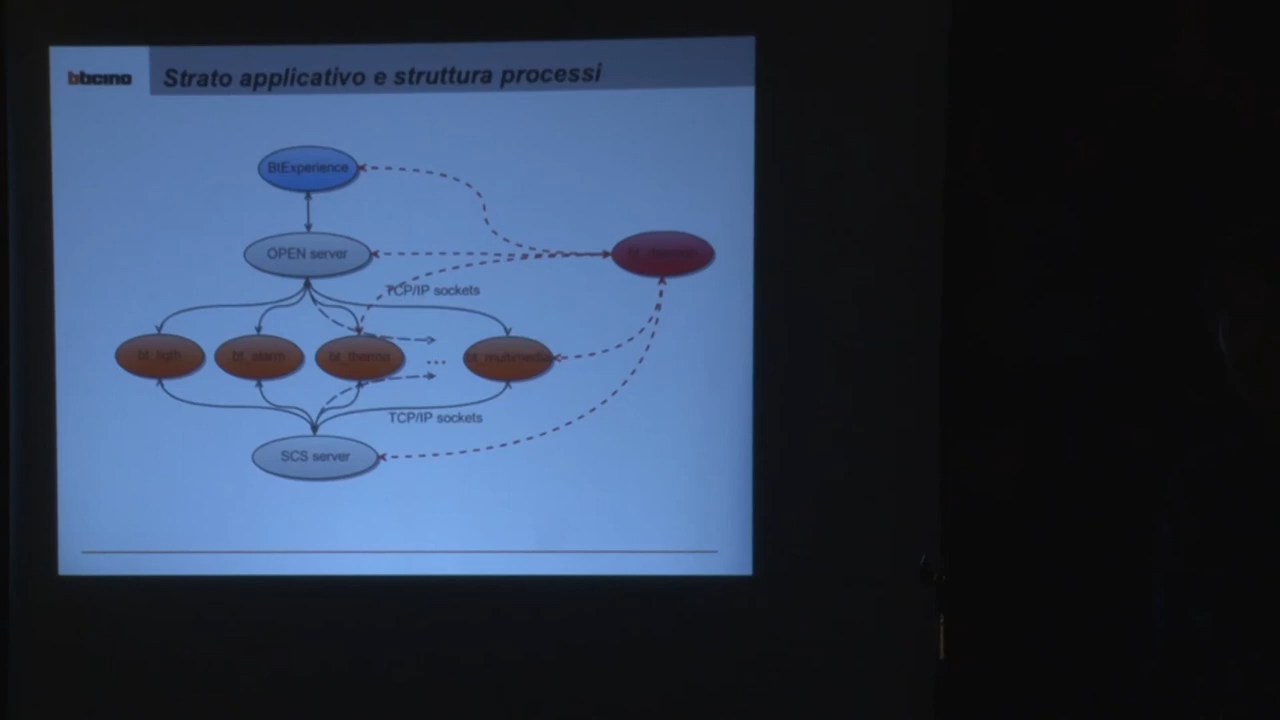 bticino
Strato applicativo e struttura processi
BtExperience
OPEN server
TCP/IP sockets
bt_alarm
bt_thermo
...
bt_multimedia
TCP/IP sockets
SCS server